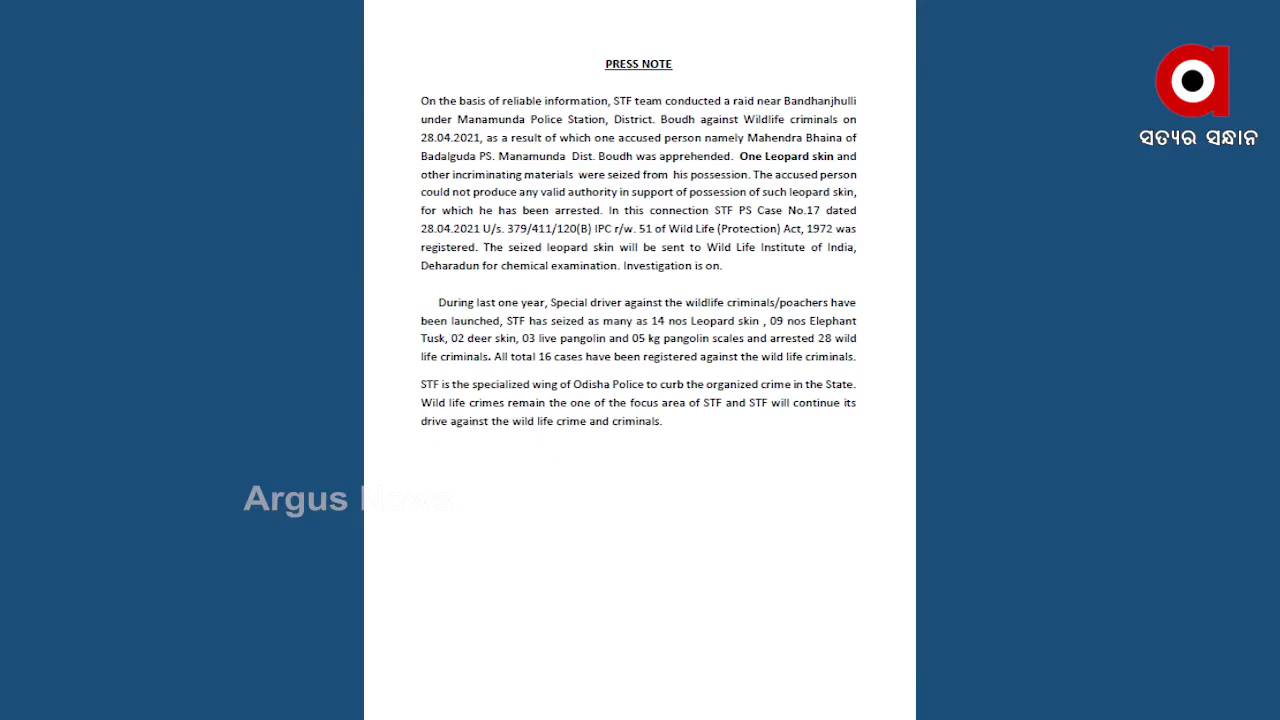 PRESS NOTE
On the basis of reliable information, STF team conducted a raid near Bandhanjhulli
under Manamunda Police Station, District. Boudh against Wildlife criminals on
28.04.2021, as a result of which one accused person namely Mahendra Bhaina of
Badalguda PS. Manamunda Dist. Boudh was apprehended. One Leopard skin and
other incriminating materials were seized from his possession. The accused person
could not produce any valid authority in support of possession of such leopard skin,
for which he has been arrested. In this connection STF PS Case No.17 dated
28.04.2021 U/s. 379/411/120(B) IPC r/w. 51 of Wild Life (Protection) Act, 1972 was
registered. The seized leopard skin will be sent to Wild Life Institute of India,
Deharadun for chemical examination. Investigation is on.
During last one year, Special driver against the wildlife criminals/poachers have
been launched, STF has seized as many as 14 nos Leopard skin , 09 nos Elephant
Tusk, 02 deer skin, 03 live pangolin and 05 kg pangolin scales and arrested 28 wild
life criminals. All total 16 cases have been registered against the wild life criminals.
STF is the specialized wing of Odisha Police to curb the organized crime in the State.
Wild life crimes remain the one of the focus area of STF and STF will continue its
drive against the wild life crime and criminals.
ସତ୍ୟର ସନ୍ଧାନ
Argus News